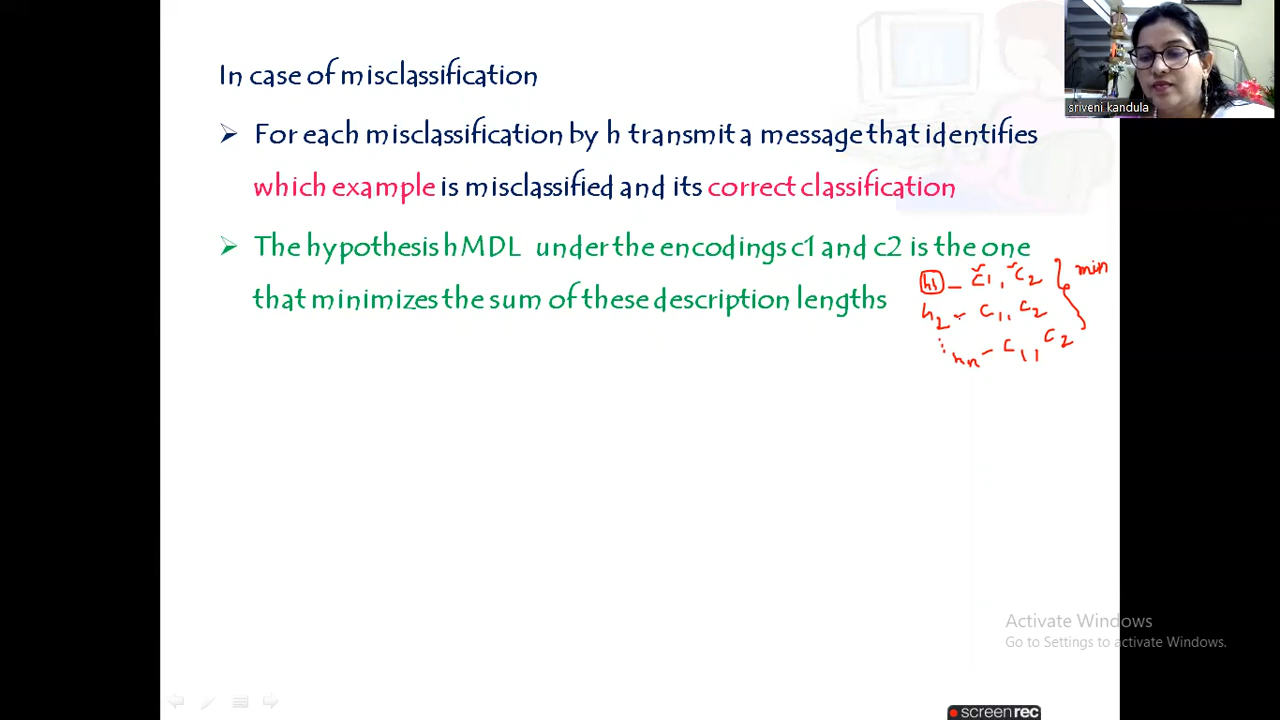 In case of misclassification
➢ For each misclassification by h transmit a message that identifies
which example is misclassified and its correct classification
➢ The hypothesis hMDL under the encodings c1 and c2 is the one
that minimizes the sum of these description lengths
h1 – c1, c2
h2 – c1, c2
⋮ hn – c1, c2
min
sriveni kandula
Activate Windows
Go to Settings to activate Windows.
screenrec